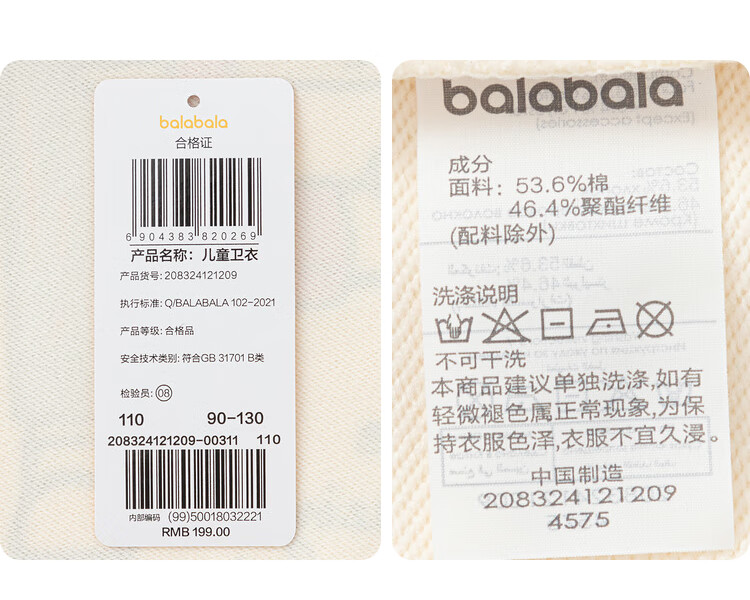 balabala
合格证
6904383820269
产品名称：儿童卫衣
产品货号：208324121209
执行标准：Q/BALABALA 102-2021
产品等级：合格品
安全技术类别：符合GB 31701 B类
检验员：08
110 90-130
208324121209-00311 110
内部编码 (99)50018032221
RMB 199.00
balabala
成分
面料：53.6%棉
46.4%聚酯纤维
(配料除外)
洗涤说明
不可干洗
本商品建议单独洗涤,如有
轻微褪色属正常现象,为保
持衣服色泽,衣服不宜久浸。
中国制造
208324121209
4575